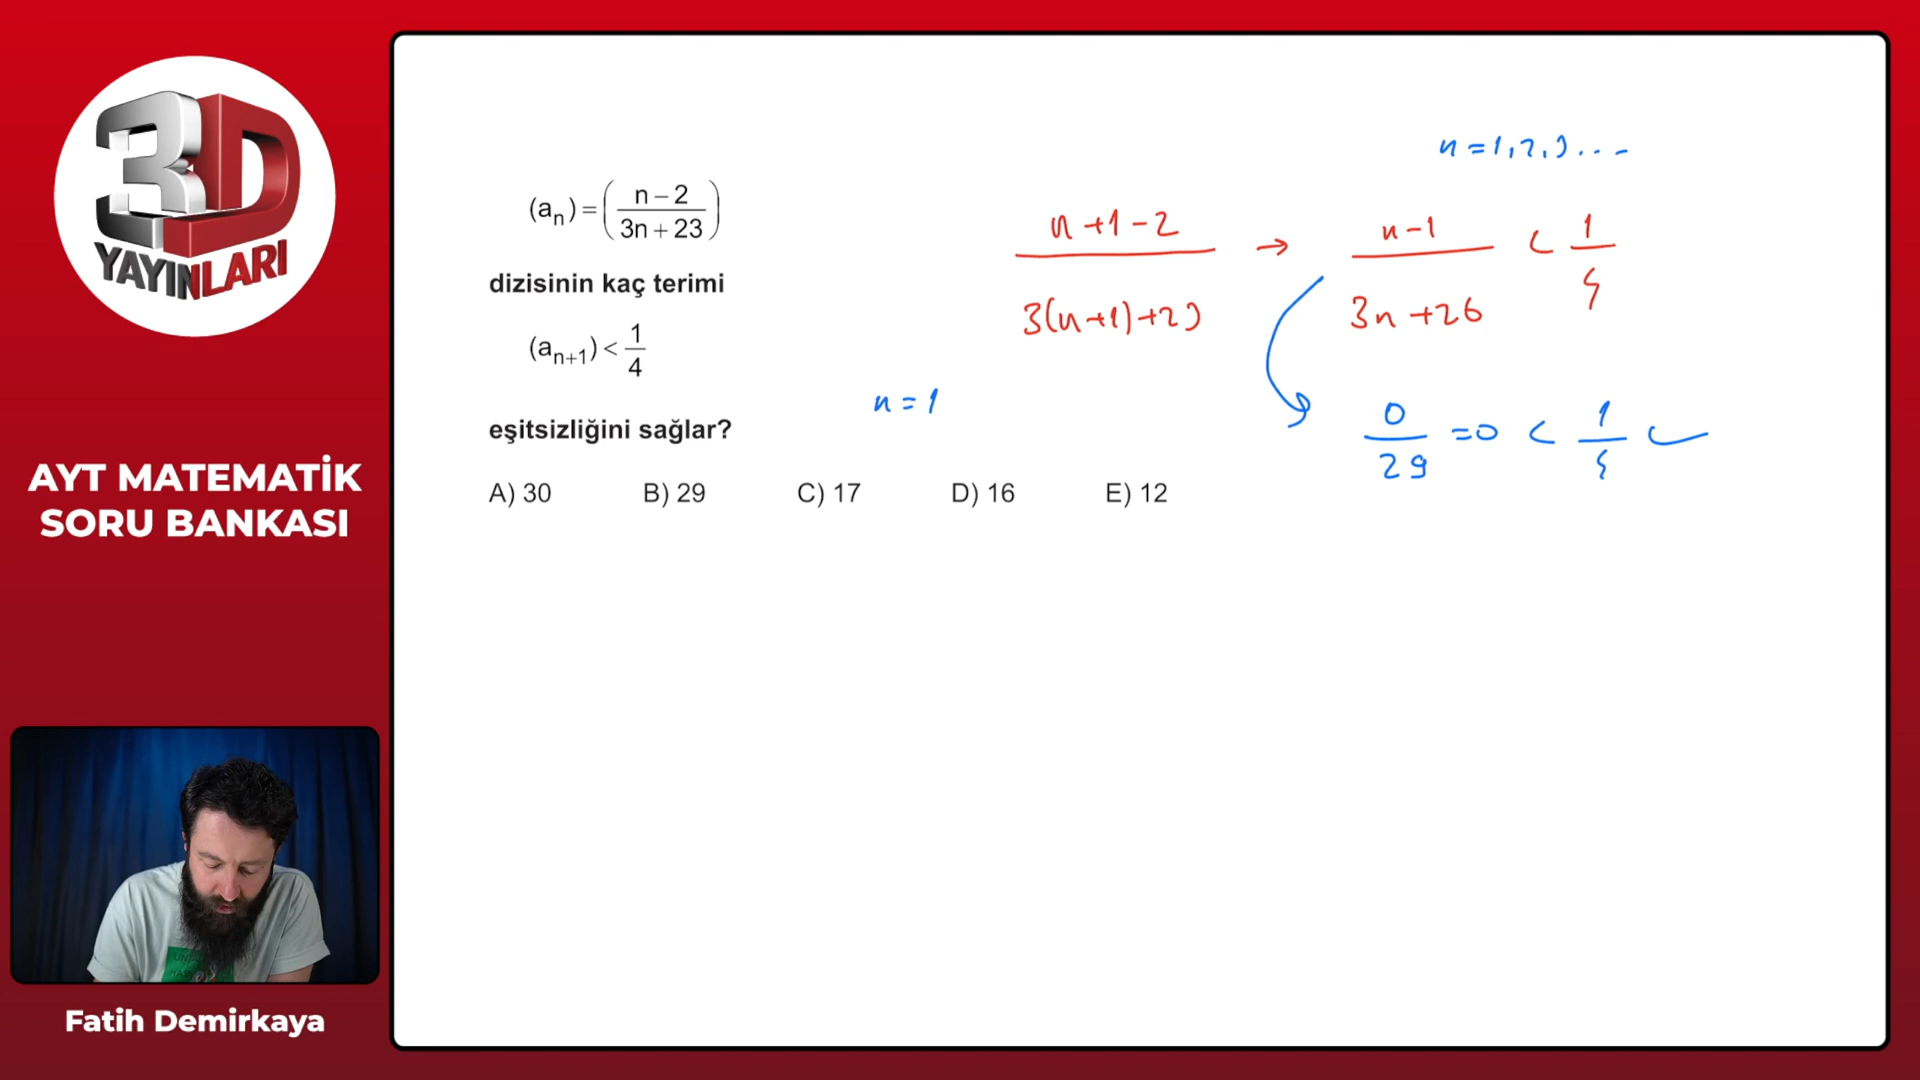 3D
YAYINLARI
AYT MATEMATİK
SORU BANKASI
Fatih Demirkaya
(aₙ) = ( (n – 2) / (3n + 23) )
dizisinin kaç terimi
(aₙ₊₁) < 1/4
eşitsizliğini sağlar?
A) 30 B) 29 C) 17 D) 16 E) 12
n = 1, 2, 3 . . .
(n + 1 – 2) / (3(n+1)+23) → (n – 1) / (3n + 26) < 1/4
n = 1
0/29 = 0 < 1/4 ✓